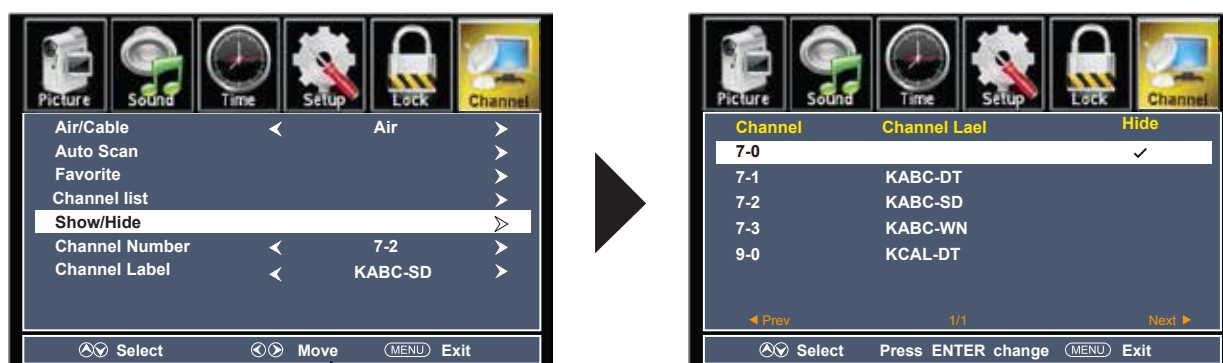 Picture Sound Time Setup Lock Channel
Air/Cable Air
Auto Scan
Favorite
Channel list
Show/Hide
Channel Number 7-2
Channel Label KABC-SD
Select Move MENU Exit
Picture Sound Time Setup Lock Channel
Channel Channel Lael Hide
7-0
7-1 KABC-DT
7-2 KABC-SD
7-3 KABC-WN
9-0 KCAL-DT
Prev 1/1 Next
Select Press ENTER change MENU Exit